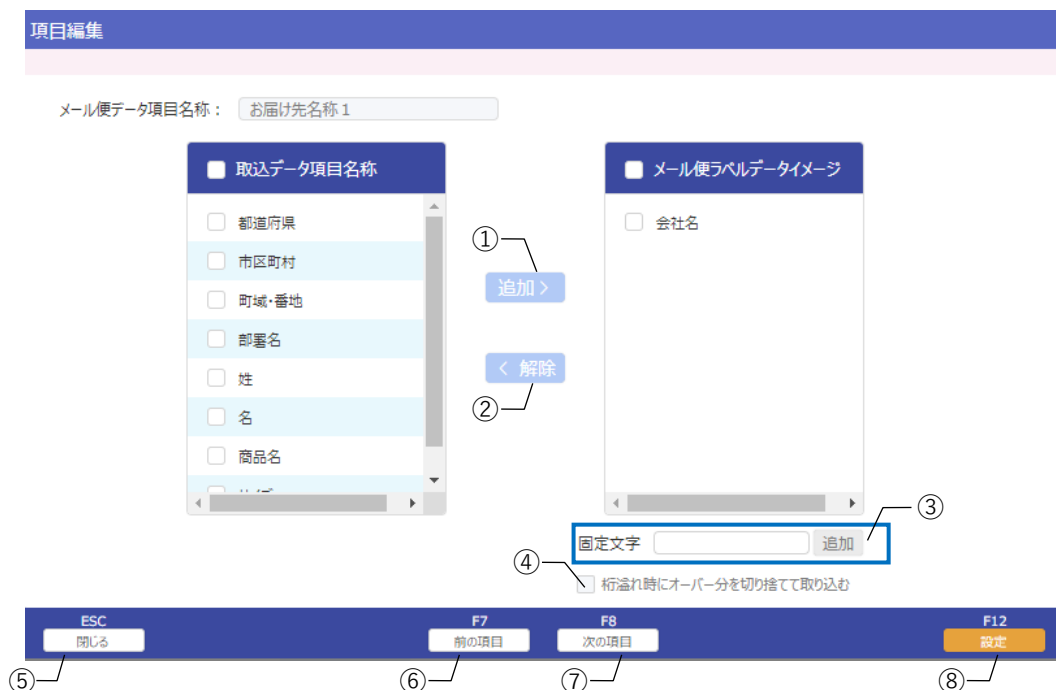 項目編集
メール便データ項目名称： お届け先名称１
取込データ項目名称
都道府県
市区町村
町域・番地
部署名
姓
名
商品名
①
追加 >
< 解除
②
メール便ラベルデータイメージ
会社名
③
固定文字 追加
④
桁溢れ時にオーバー分を切り捨てて取り込む
ESC F7 F8 F12
閉じる 前の項目 次の項目 設定
⑤ ⑥ ⑦ ⑧